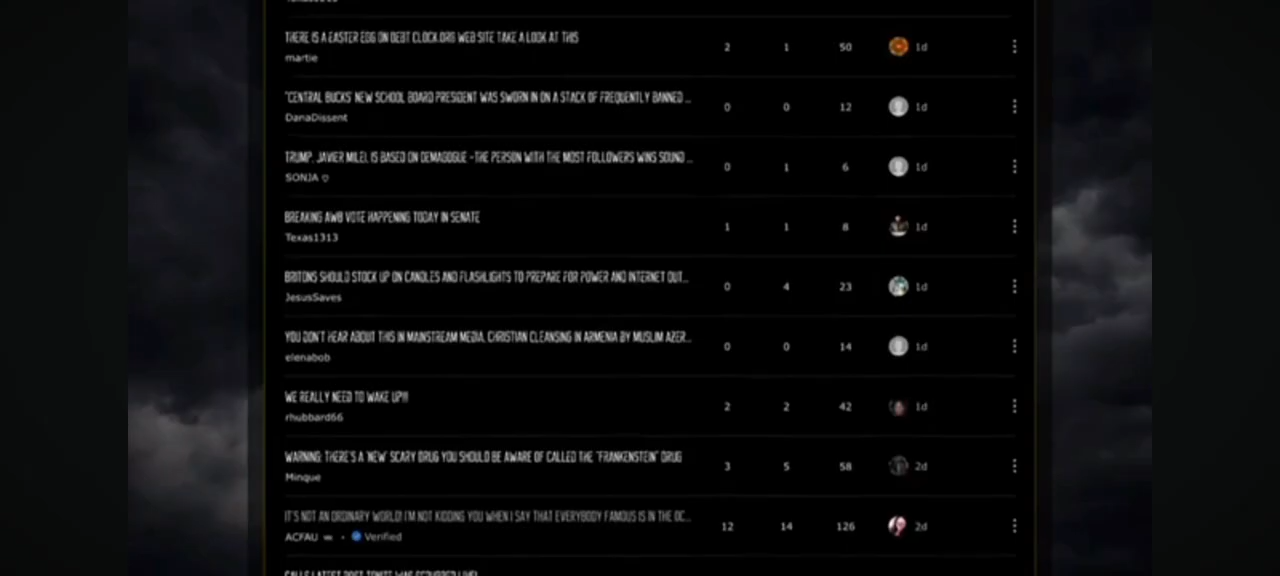 THERE IS A EASTER EGG ON DEBT CLOCK.ORG WEB SITE TAKE A LOOK AT THIS
martie
2 1 50 1d
"CENTRAL BUCKS' NEW SCHOOL BOARD PRESIDENT WAS SWORN IN ON A STACK OF FREQUENTLY BANNED ...
DanaDissent
0 0 12 1d
TRUMP, JAVIER MILEI, IS BASED ON DEMAGOGUE -THE PERSON WITH THE MOST FOLLOWERS WINS SOUND ...
SONJA ♡
0 1 6 1d
BREAKING AWB VOTE HAPPENING TODAY IN SENATE
Texas1313
1 1 8 1d
BRITONS SHOULD STOCK UP ON CANDLES AND FLASHLIGHTS TO PREPARE FOR POWER AND INTERNET OUT...
JesusSaves
0 4 23 1d
YOU DON'T HEAR ABOUT THIS IN MAINSTREAM MEDIA, CHRISTIAN CLEANSING IN ARMENIA BY MUSLIM AZER...
elenabob
0 0 14 1d
WE REALLY NEED TO WAKE UP!!!
rhubbard66
2 2 42 1d
WARNING: THERE'S A 'NEW' SCARY DRUG YOU SHOULD BE AWARE OF CALLED THE "FRANKENSTEIN" DRUG
Minque
3 5 58 2d
IT'S NOT AN ORDINARY WORLD! I'M NOT KIDDING YOU WHEN I SAY THAT EVERYBODY FAMOUS IS IN THE OC...
ACFAU • Verified
12 14 126 2d